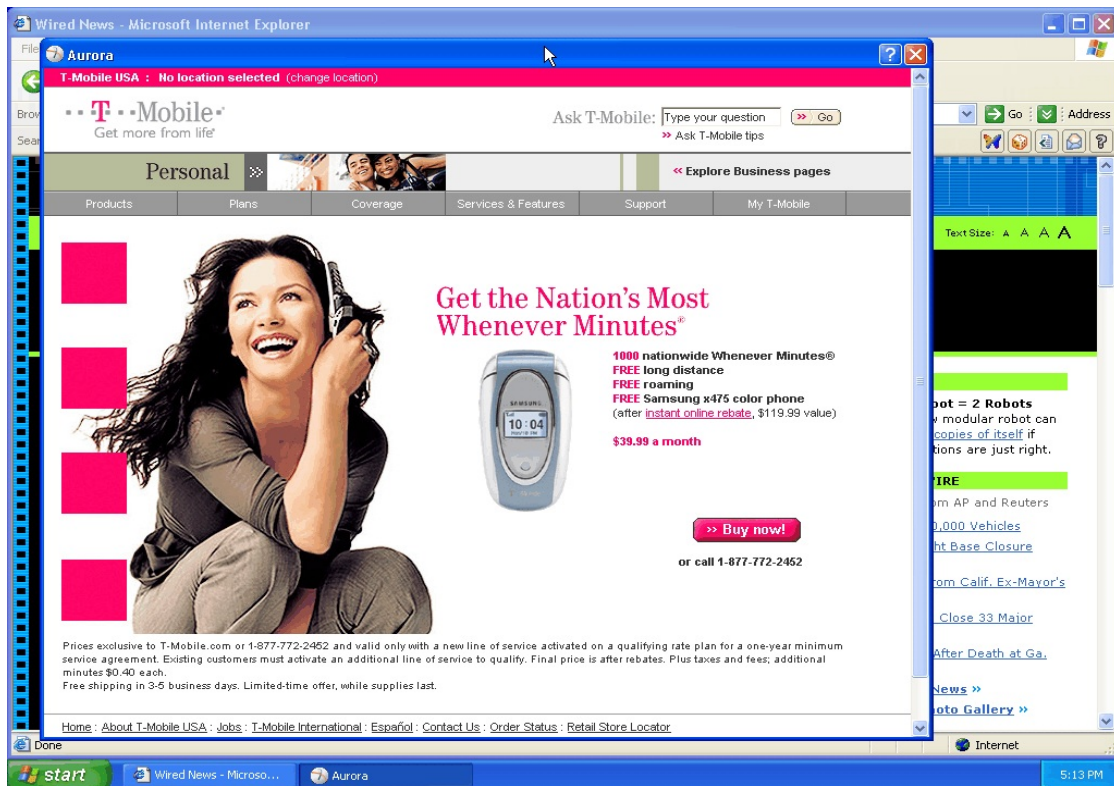 Wired News - Microsoft Internet Explorer
File
Aurora
T-Mobile USA : No location selected (change location)
T Mobile
Get more from life
Ask T-Mobile: Type your question >> Go
>> Ask T-Mobile tips
Go
Address
Personal >>
<< Explore Business pages
Products Plans Coverage Services & Features Support My T-Mobile
Text Size: A A A A
Get the Nation's Most
Whenever Minutes®
1000 nationwide Whenever Minutes®
FREE long distance
FREE roaming
FREE Samsung x475 color phone
(after instant online rebate, $119.99 value)
$39.99 a month
SAMSUNG
10:04
>> Buy now!
or call 1-877-772-2452
Prices exclusive to T-Mobile.com or 1-877-772-2452 and valid only with a new line of service activated on a qualifying rate plan for a one-year minimum
service agreement. Existing customers must activate an additional line of service to qualify. Final price is after rebates. Plus taxes and fees; additional
minutes $0.40 each.
Free shipping in 3-5 business days. Limited-time offer, while supplies last.
Home : About T-Mobile USA : Jobs : T-Mobile International : Español : Contact Us : Order Status : Retail Store Locator
= 2 Robots
modular robot can
copies of itself if
are just right.
AP and Reuters
Vehicles
Base Closure
Calif. Ex-Mayor's
Close 33 Major
After Death at Ga.
News >>
Gallery >>
Done
Internet
start
Wired News - Microso...
Aurora
5:13 PM